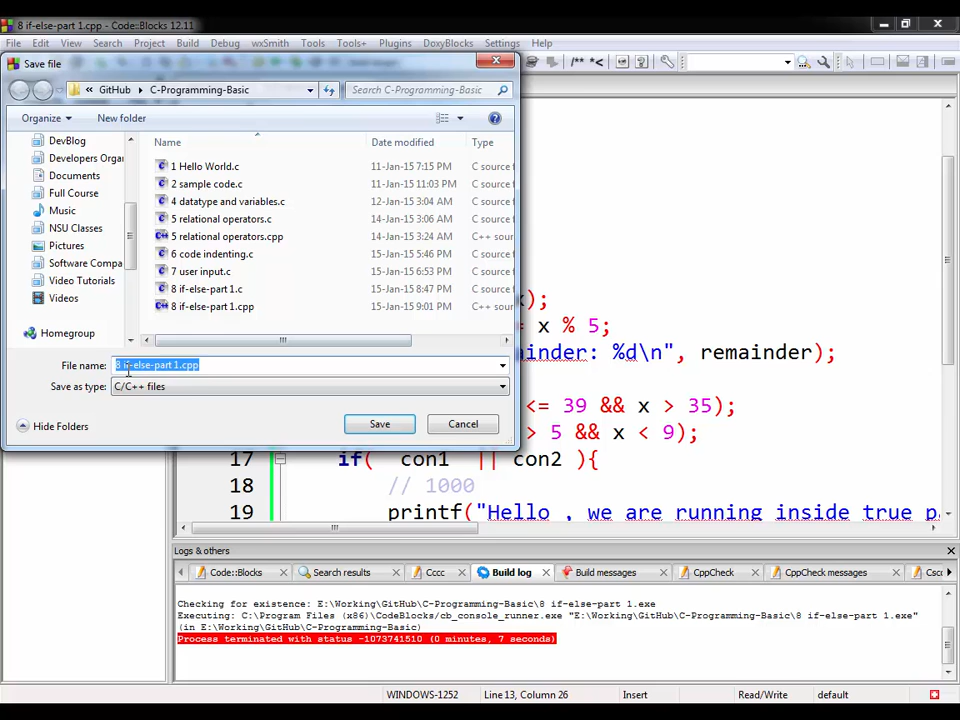 8 if-else-part 1.cpp - Code::Blocks 12.11
File Edit View Search Project Build Debug wxSmith Tools Tools+ Plugins DoxyBlocks Settings Help
Save file
« GitHub C-Programming-Basic Search C-Programming-Basic
/** *<
Organize New folder
Name Date modified Type
DevBlog
Developers Orga
Documents
Full Course
Music
NSU Classes
Pictures
Software Compa
Video Tutorials
Videos
Homegroup
1 Hello World.c 11-Jan-15 7:15 PM C source f
2 sample code.c 11-Jan-15 11:03 PM C source f
4 datatype and variables.c 12-Jan-15 3:04 AM C source f
5 relational operators.c 14-Jan-15 3:06 AM C source f
5 relational operators.cpp 14-Jan-15 3:24 AM C++ sour
6 code indenting.c 15-Jan-15 5:46 PM C source f
7 user input.c 15-Jan-15 6:53 PM C source f
8 if-else-part 1.c 15-Jan-15 8:47 PM C source f
8 if-else-part 1.cpp 15-Jan-15 9:01 PM C++ sour
File name: 8 if-else-part 1.cpp
Save as type: C/C++ files
Hide Folders Save Cancel
x);
= x % 5;
ainder: %d\n", remainder);
<= 39 && x > 35);
> 5 && x < 9);
17 if( con1 || con2 ){
18 // 1000
19 printf("Hello , we are running inside true p
Logs & others
Code::Blocks Search results Cccc Build log Build messages CppCheck CppCheck messages Csco
Checking for existence: E:\Working\GitHub\C-Programming-Basic\8 if-else-part 1.exe
Executing: C:\Program Files (x86)\CodeBlocks/cb_console_runner.exe "E:\Working\GitHub\C-Programming-Basic\8 if-else-part 1.exe"
(in E:\Working\GitHub\C-Programming-Basic)
Process terminated with status -1073741510 (0 minutes, 7 seconds)
WINDOWS-1252 Line 13, Column 26 Insert Read/Write default